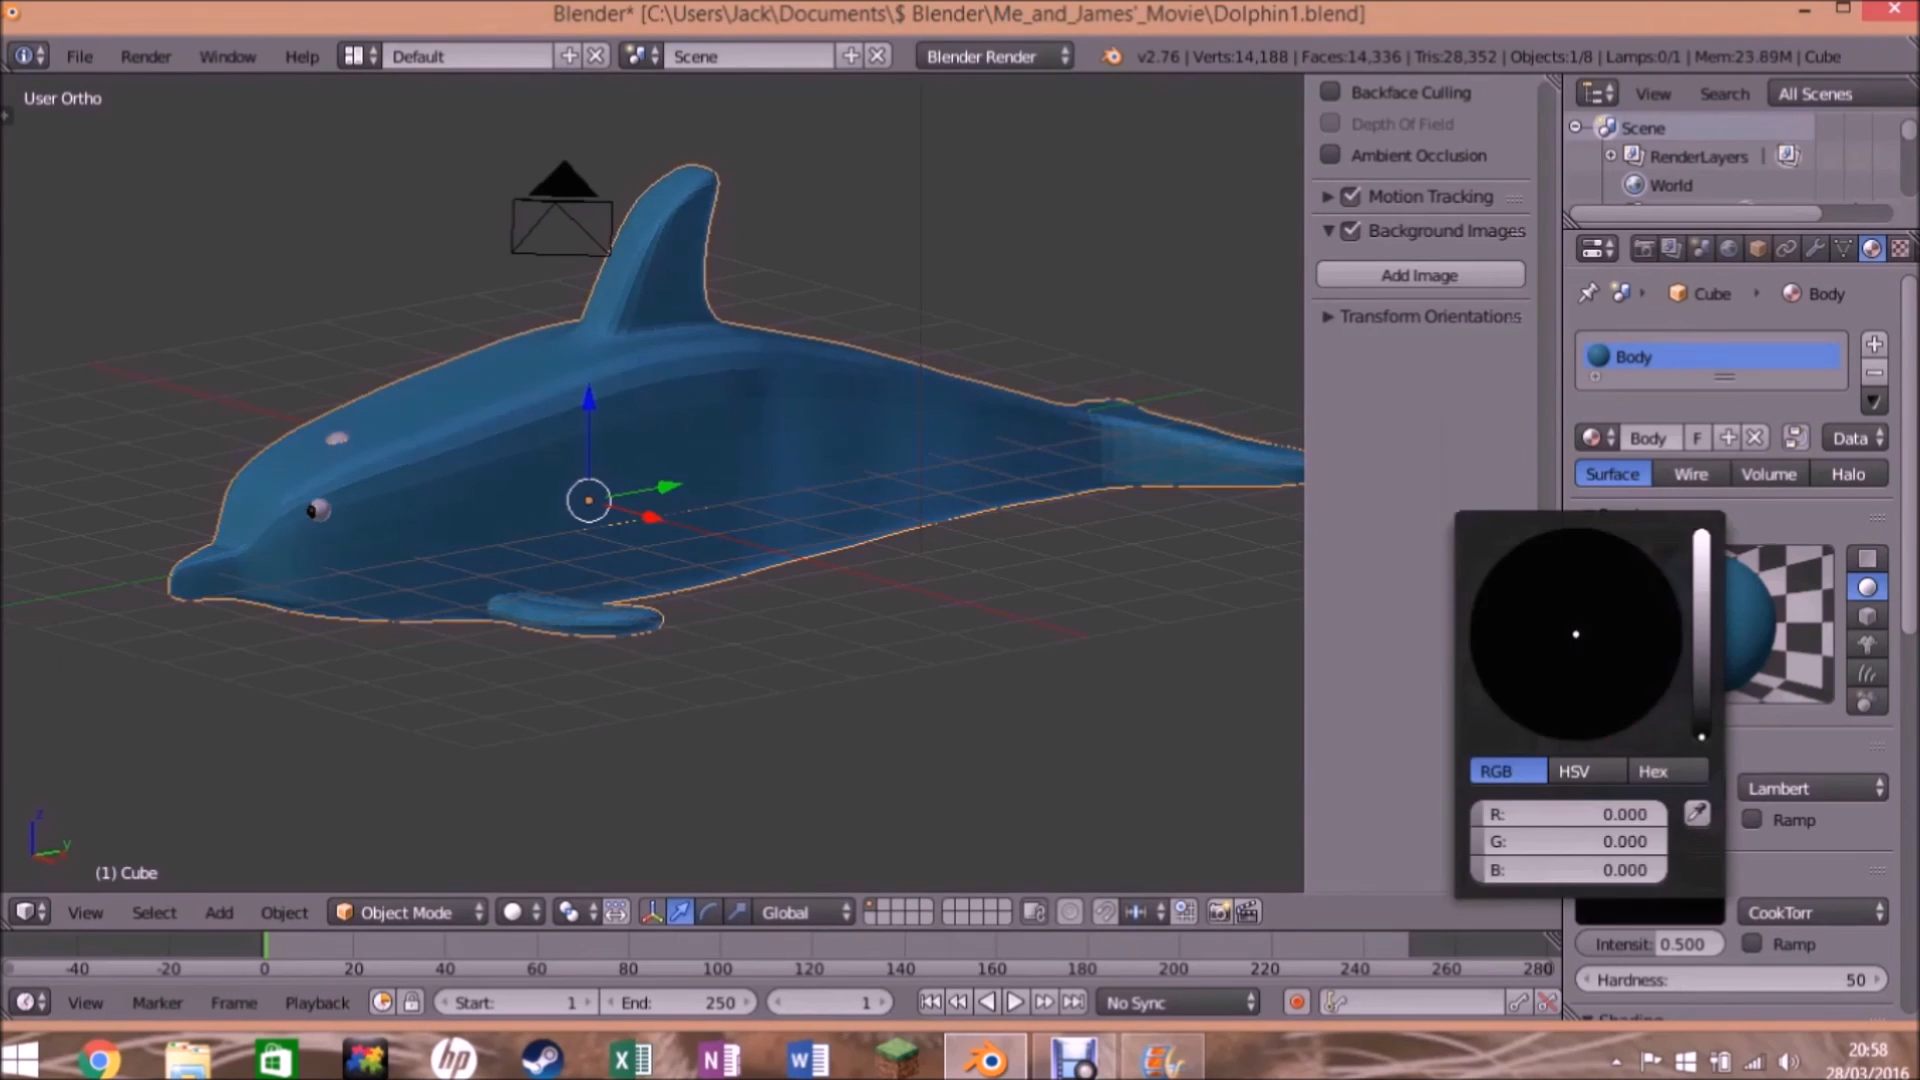 Blender* [C:\Users\Jack\Documents\$ Blender\Me_and_James'_Movie\Dolphin1.blend]
File Render Window Help Default Scene Blender Render v2.76 | Verts:14,188 | Faces:14,336 | Tris:28,352 | Objects:1/8 | Lamps:0/1 | Mem:23.89M | Cube
User Ortho
Backface Culling
Depth Of Field
Ambient Occlusion
Motion Tracking
Background Images
Add Image
Transform Orientations
View Search All Scenes
Scene
RenderLayers
World
Cube Body
Body
Body F Data
Surface Wire Volume Halo
RGB HSV Hex
R: 0.000
G: 0.000
B: 0.000
Lambert
Ramp
CookTorr
Intensit: 0.500 Ramp
Hardness: 50
z
y
(1) Cube
View Select Add Object Object Mode Global
-40 -20 0 20 40 60 80 100 120 140 160 180 200 220 240 260 280
View Marker Frame Playback Start: 1 End: 250 1 No Sync
hp X N W
20:58
28/03/2016